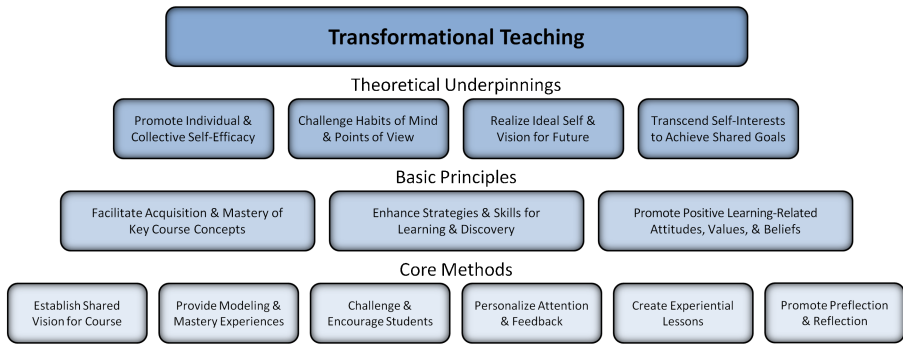 Transformational Teaching
Theoretical Underpinnings
Promote Individual &
Collective Self-Efficacy
Challenge Habits of Mind
& Points of View
Realize Ideal Self &
Vision for Future
Transcend Self-Interests
to Achieve Shared Goals
Basic Principles
Facilitate Acquisition & Mastery of
Key Course Concepts
Enhance Strategies & Skills for
Learning & Discovery
Promote Positive Learning-Related
Attitudes, Values, & Beliefs
Core Methods
Establish Shared
Vision for Course
Provide Modeling &
Mastery Experiences
Challenge &
Encourage Students
Personalize Attention
& Feedback
Create Experiential
Lessons
Promote Preflection
& Reflection